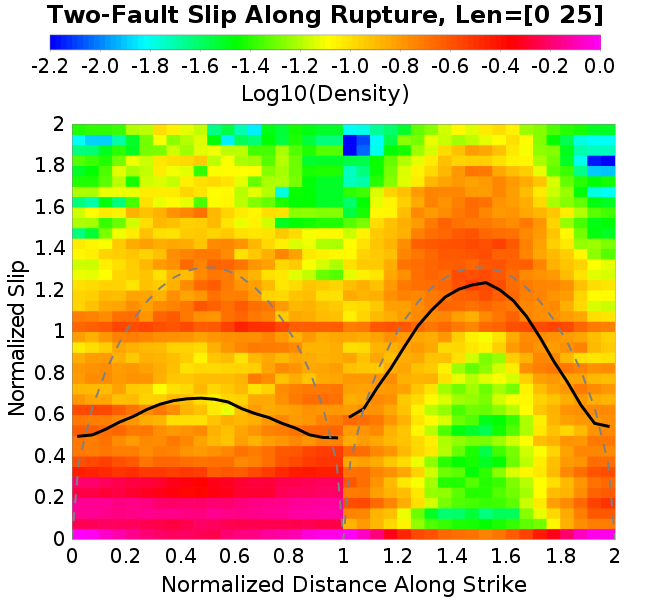 Two-Fault Slip Along Rupture, Len=[0 25]
-2.2 -2.0 -1.8 -1.6 -1.4 -1.2 -1.0 -0.8 -0.6 -0.4 -0.2 0.0
Log10(Density)
2
1.8
1.6
1.4
1.2
1
0.8
0.6
0.4
0.2
0
Normalized Slip
0 0.2 0.4 0.6 0.8 1 1.2 1.4 1.6 1.8 2
Normalized Distance Along Strike